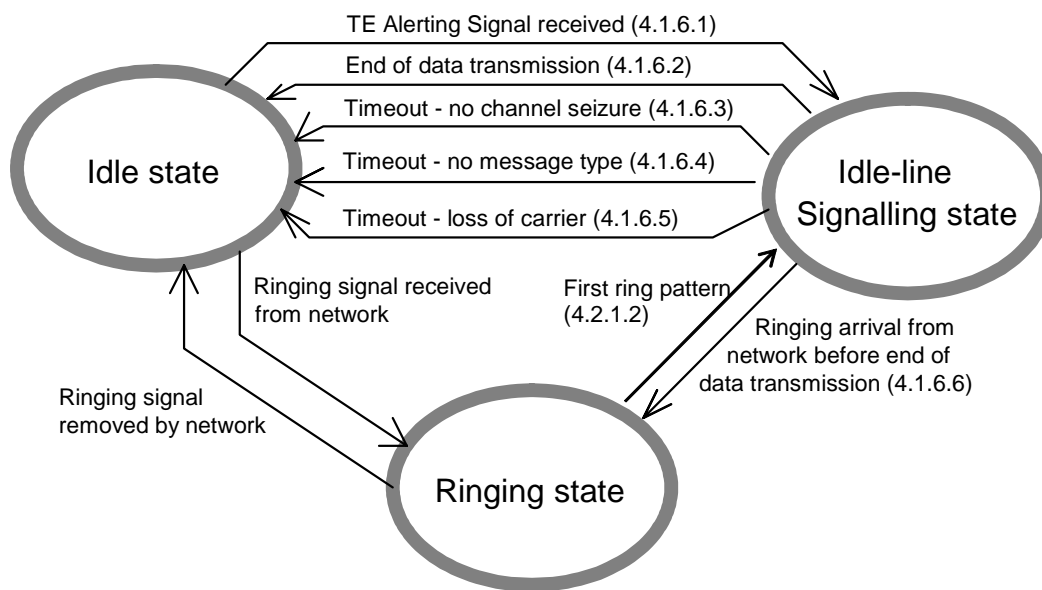 TE Alerting Signal received (4.1.6.1)
End of data transmission (4.1.6.2)
Timeout - no channel seizure (4.1.6.3)
Timeout - no message type (4.1.6.4)
Timeout - loss of carrier (4.1.6.5)
Idle state
Idle-line
Signalling state
Ringing signal received
from network
First ring pattern
(4.2.1.2)
Ringing arrival from
network before end of
data transmission (4.1.6.6)
Ringing signal
removed by network
Ringing state